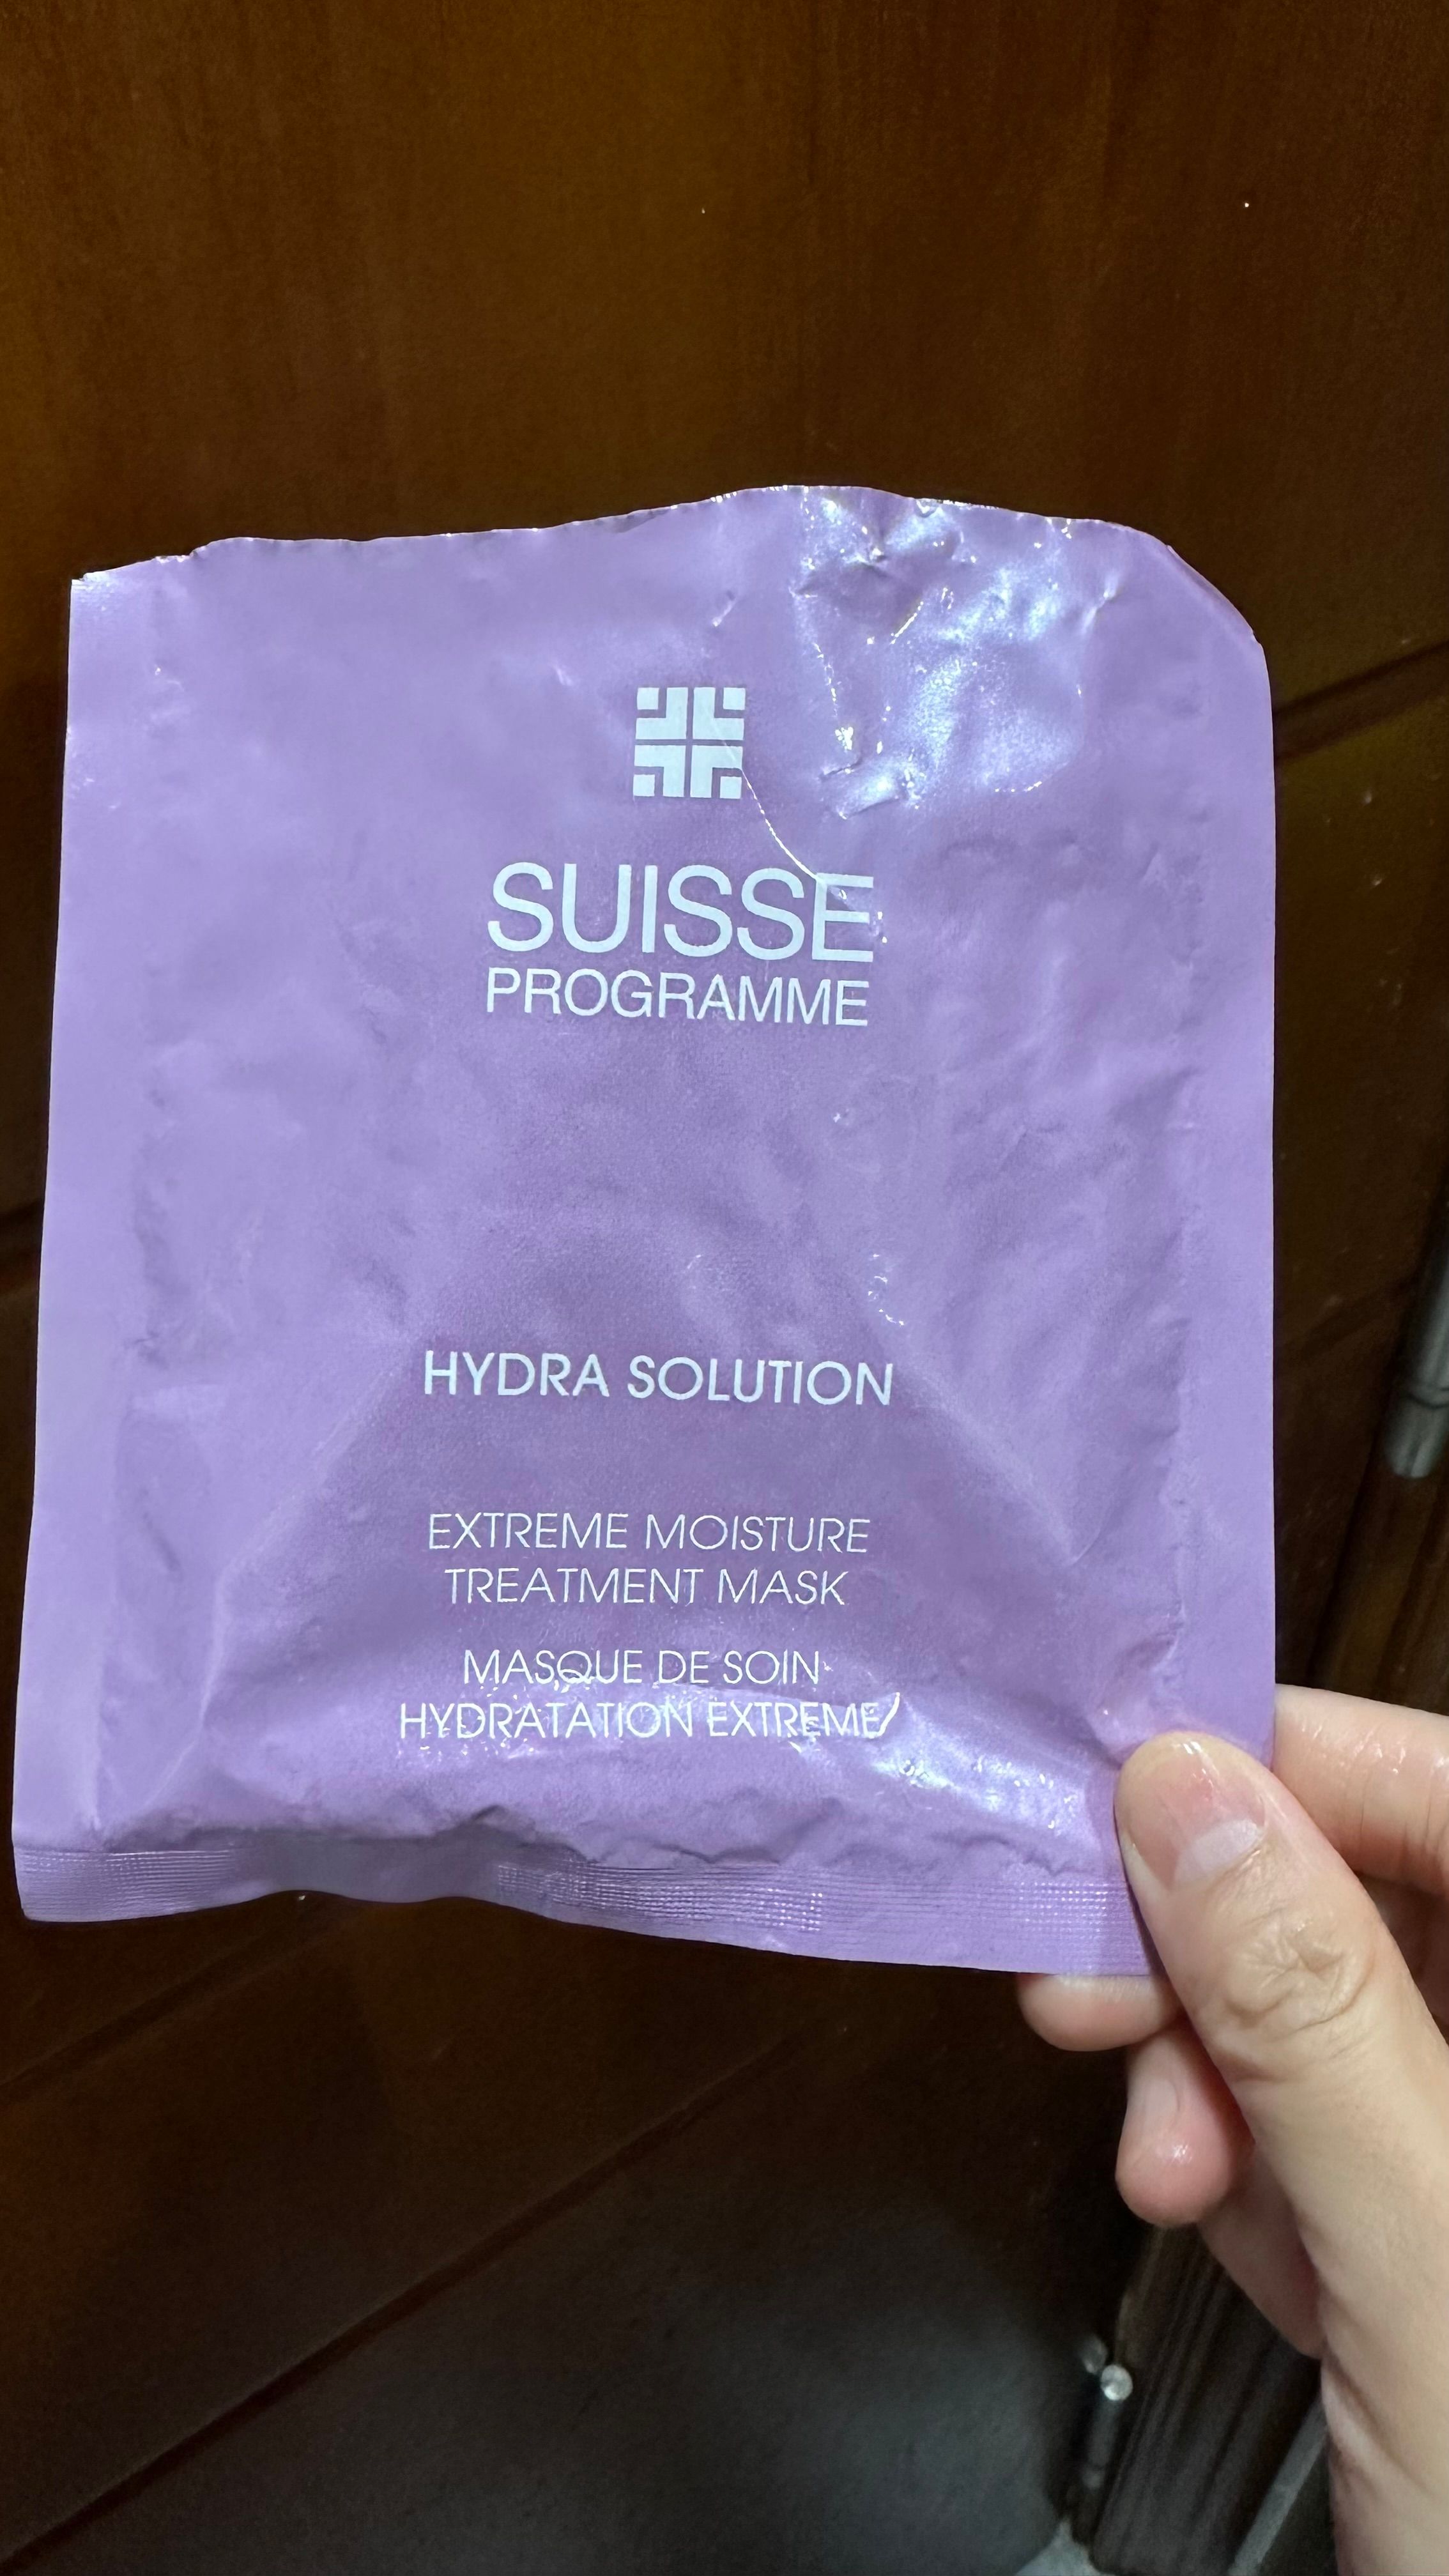 SUISSE
PROGRAMME
HYDRA SOLUTION
EXTREME MOISTURE
TREATMENT MASK
MASQUE DE SOIN
HYDRATATION EXTREME